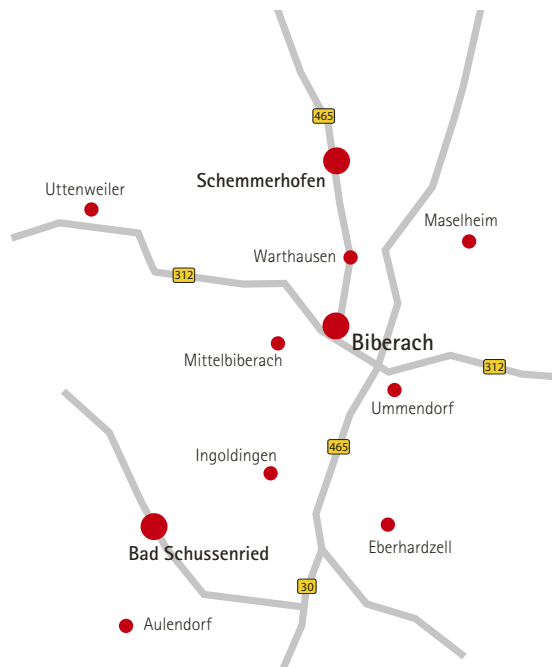 465
Schemmerhofen
Uttenweiler
Maselheim
Warthausen
312
Biberach
Mittelbiberach
312
Ummendorf
465
Ingoldingen
Eberhardzell
Bad Schussenried
30
Aulendorf